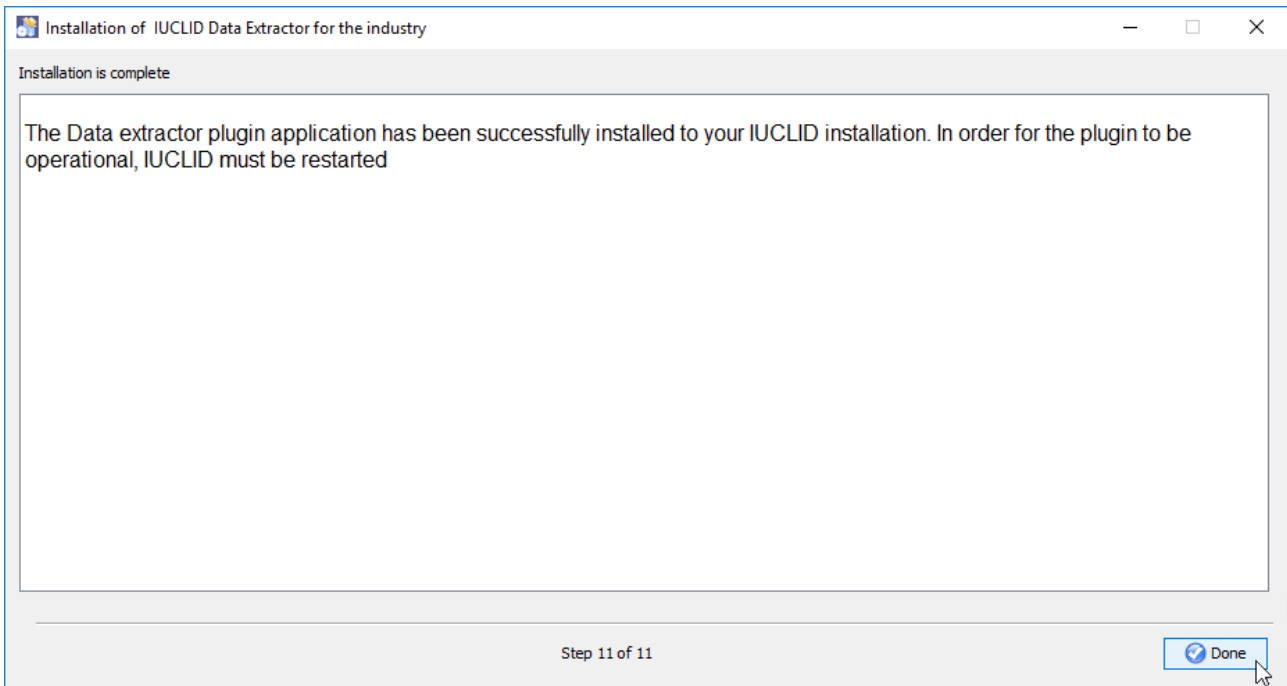 Installation of IUCLID Data Extractor for the industry
Installation is complete
The Data extractor plugin application has been successfully installed to your IUCLID installation. In order for the plugin to be
operational, IUCLID must be restarted
Step 11 of 11
Done